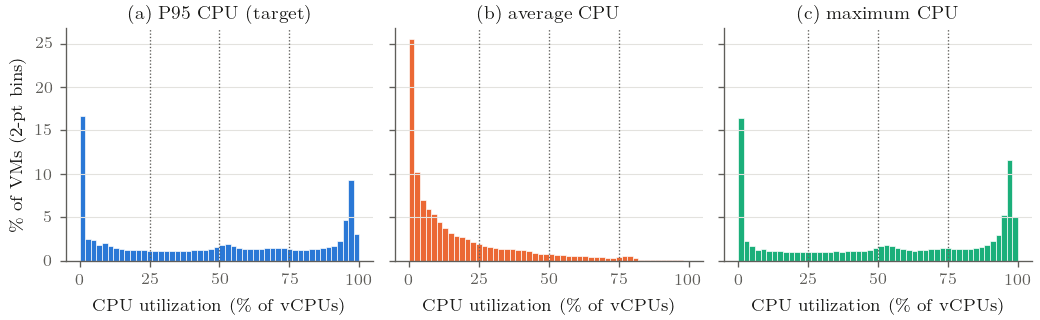 (a) P95 CPU (target)
(b) average CPU
(c) maximum CPU
% of VMs (2-pt bins)
25
20
15
10
5
0
0 25 50 75 100
0 25 50 75 100
0 25 50 75 100
CPU utilization (% of vCPUs)
CPU utilization (% of vCPUs)
CPU utilization (% of vCPUs)